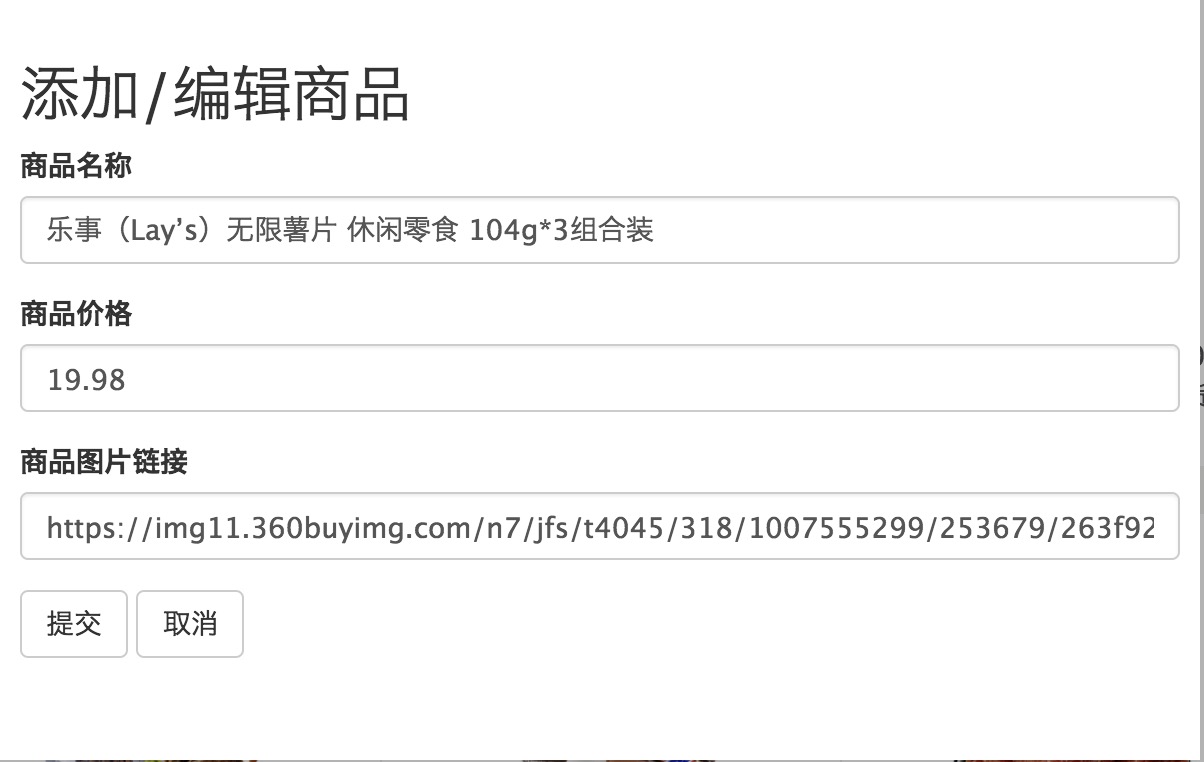 添加/编辑商品
商品名称
乐事（Lay’s）无限薯片 休闲零食 104g*3组合装
商品价格
19.98
商品图片链接
https://img11.360buyimg.com/n7/jfs/t4045/318/1007555299/253679/263f92
提交 取消